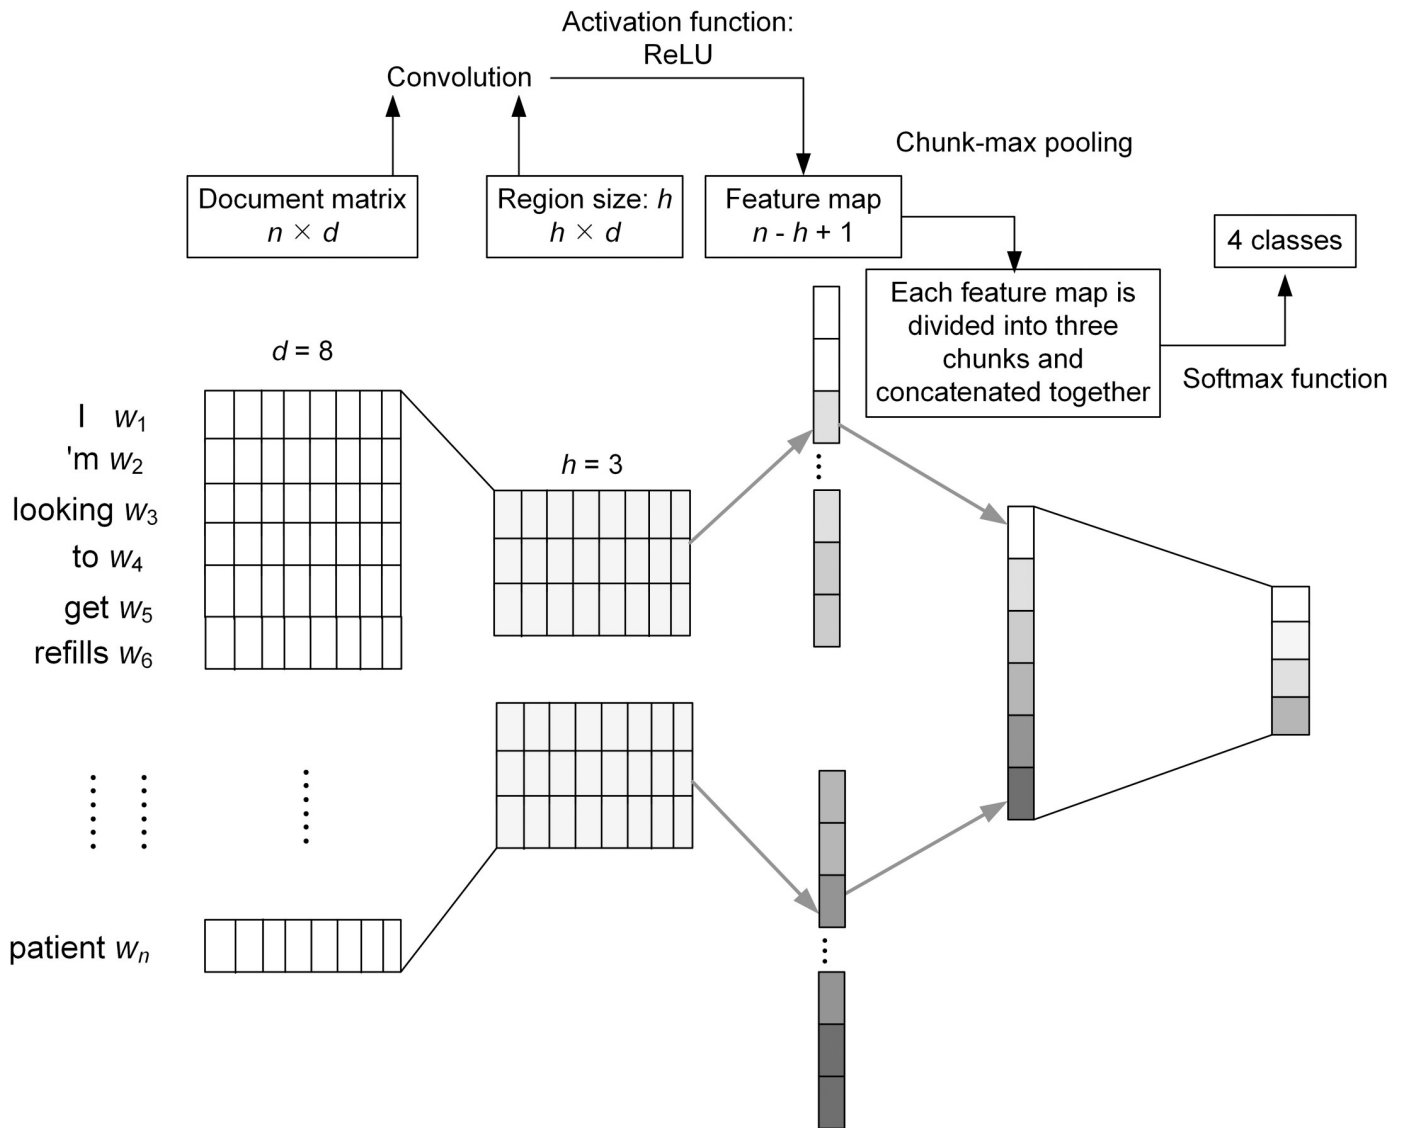 Activation function:
ReLU
Convolution
Chunk-max pooling
Document matrix
n × d
Region size: h
h × d
Feature map
n - h + 1
4 classes
Each feature map is
divided into three
chunks and
concatenated together
Softmax function
d = 8
I w1
'm w2
looking w3
to w4
get w5
refills w6
h = 3
patient wn